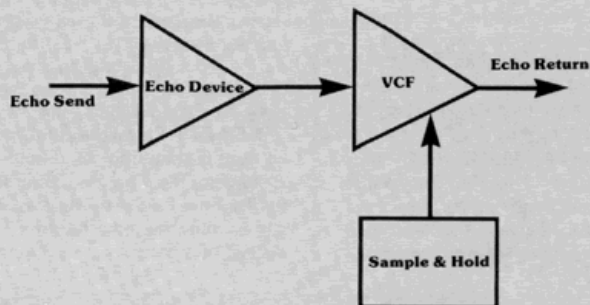 Echo Send
Echo Device
VCF
Echo Return
Sample & Hold